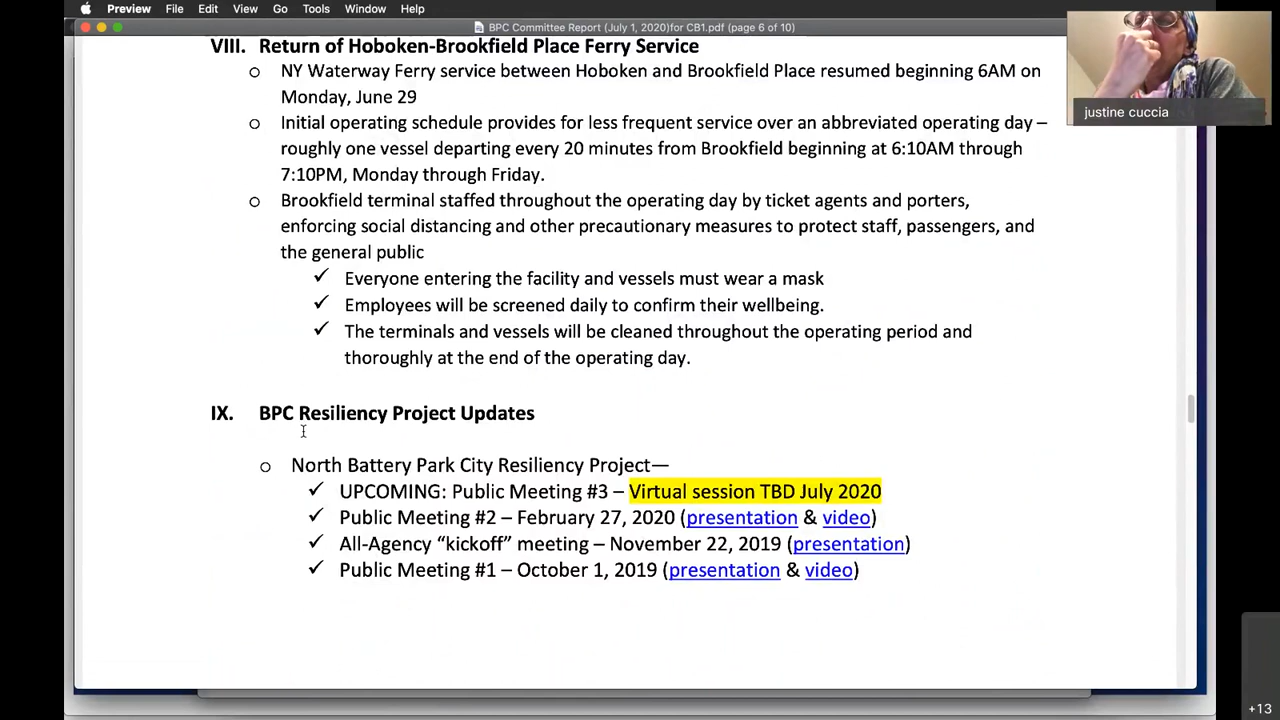 Preview File Edit View Go Tools Window Help
BPC Committee Report (July 1, 2020)for CB1.pdf (page 6 of 10)
VIII. Return of Hoboken-Brookfield Place Ferry Service
o NY Waterway Ferry service between Hoboken and Brookfield Place resumed beginning 6AM on
Monday, June 29
o Initial operating schedule provides for less frequent service over an abbreviated operating day –
roughly one vessel departing every 20 minutes from Brookfield beginning at 6:10AM through
7:10PM, Monday through Friday.
o Brookfield terminal staffed throughout the operating day by ticket agents and porters,
enforcing social distancing and other precautionary measures to protect staff, passengers, and
the general public
✓ Everyone entering the facility and vessels must wear a mask
✓ Employees will be screened daily to confirm their wellbeing.
✓ The terminals and vessels will be cleaned throughout the operating period and
thoroughly at the end of the operating day.
IX. BPC Resiliency Project Updates
o North Battery Park City Resiliency Project—
✓ UPCOMING: Public Meeting #3 – Virtual session TBD July 2020
✓ Public Meeting #2 – February 27, 2020 (presentation & video)
✓ All-Agency “kickoff” meeting – November 22, 2019 (presentation)
✓ Public Meeting #1 – October 1, 2019 (presentation & video)
justine cuccia
+13